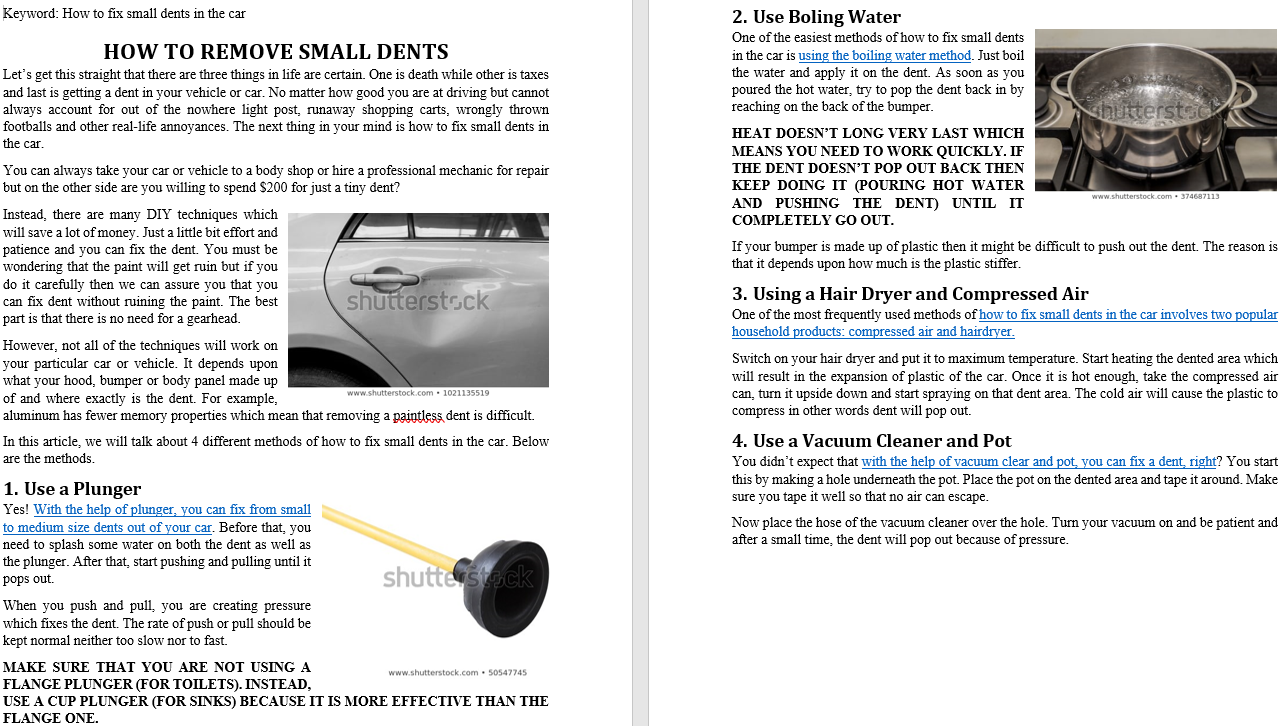 Keyword: How to fix small dents in the car
HOW TO REMOVE SMALL DENTS
Let’s get this straight that there are three things in life are certain. One is death while other is taxes
and last is getting a dent in your vehicle or car. No matter how good you are at driving but cannot
always account for out of the nowhere light post, runaway shopping carts, wrongly thrown
footballs and other real-life annoyances. The next thing in your mind is how to fix small dents in
the car.
You can always take your car or vehicle to a body shop or hire a professional mechanic for repair
but on the other side are you willing to spend $200 for just a tiny dent?
Instead, there are many DIY techniques which
will save a lot of money. Just a little bit effort and
patience and you can fix the dent. You must be
wondering that the paint will get ruin but if you
do it carefully then we can assure you that you
can fix dent without ruining the paint. The best
part is that there is no need for a gearhead.
shutterstock
www.shutterstock.com • 1021135519
However, not all of the techniques will work on
your particular car or vehicle. It depends upon
what your hood, bumper or body panel made up
of and where exactly is the dent. For example,
aluminum has fewer memory properties which mean that removing a paintless dent is difficult.
In this article, we will talk about 4 different methods of how to fix small dents in the car. Below
are the methods.
1. Use a Plunger
Yes! With the help of plunger, you can fix from small
to medium size dents out of your car. Before that, you
need to splash some water on both the dent as well as
the plunger. After that, start pushing and pulling until it
pops out.
When you push and pull, you are creating pressure
which fixes the dent. The rate of push or pull should be
kept normal neither too slow nor to fast.
shutterstock
www.shutterstock.com • 50547745
MAKE SURE THAT YOU ARE NOT USING A
FLANGE PLUNGER (FOR TOILETS). INSTEAD,
USE A CUP PLUNGER (FOR SINKS) BECAUSE IT IS MORE EFFECTIVE THAN THE
FLANGE ONE.
2. Use Boling Water
One of the easiest methods of how to fix small dents
in the car is using the boiling water method. Just boil
the water and apply it on the dent. As soon as you
poured the hot water, try to pop the dent back in by
reaching on the back of the bumper.
HEAT DOESN’T LONG VERY LAST WHICH
MEANS YOU NEED TO WORK QUICKLY. IF
THE DENT DOESN’T POP OUT BACK THEN
KEEP DOING IT (POURING HOT WATER
AND PUSHING THE DENT) UNTIL IT
COMPLETELY GO OUT.
shutterstock
www.shutterstock.com • 374687113
If your bumper is made up of plastic then it might be difficult to push out the dent. The reason is
that it depends upon how much is the plastic stiffer.
3. Using a Hair Dryer and Compressed Air
One of the most frequently used methods of how to fix small dents in the car involves two popular
household products: compressed air and hairdryer.
Switch on your hair dryer and put it to maximum temperature. Start heating the dented area which
will result in the expansion of plastic of the car. Once it is hot enough, take the compressed air
can, turn it upside down and start spraying on that dent area. The cold air will cause the plastic to
compress in other words dent will pop out.
4. Use a Vacuum Cleaner and Pot
You didn’t expect that with the help of vacuum clear and pot, you can fix a dent, right? You start
this by making a hole underneath the pot. Place the pot on the dented area and tape it around. Make
sure you tape it well so that no air can escape.
Now place the hose of the vacuum cleaner over the hole. Turn your vacuum on and be patient and
after a small time, the dent will pop out because of pressure.